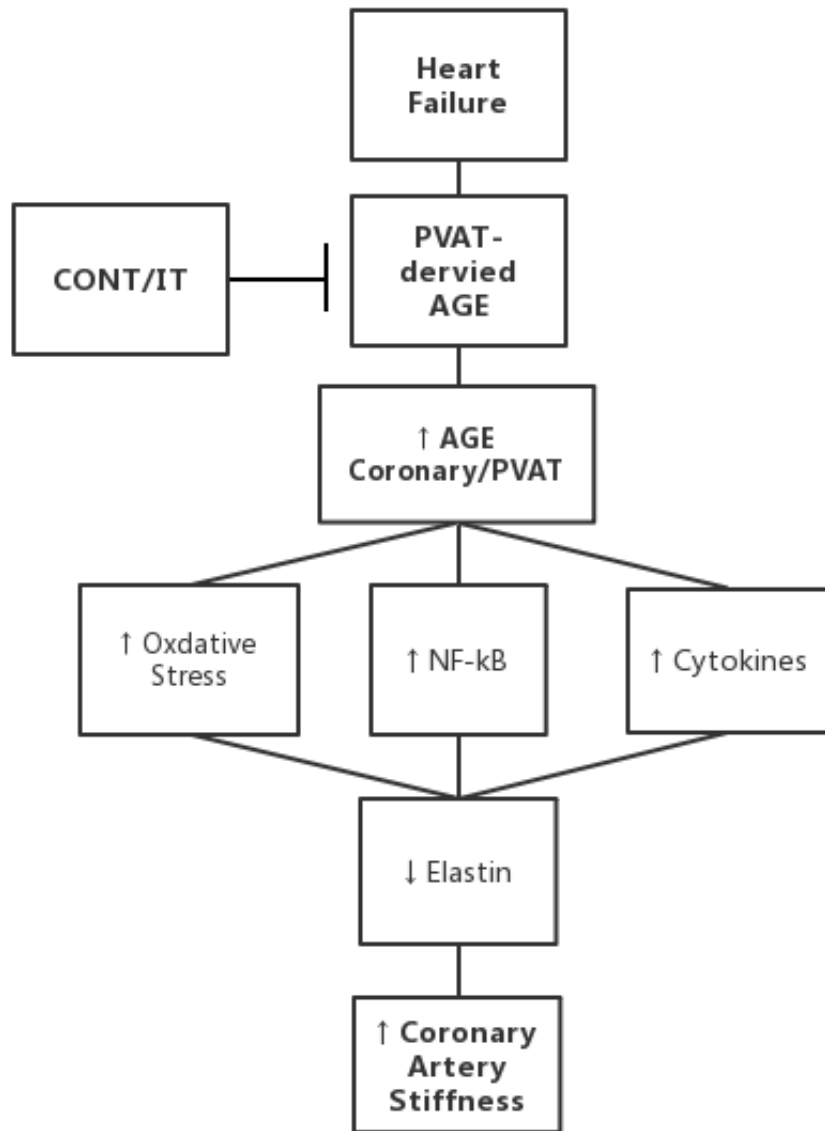 Heart
Failure
CONT/IT
PVAT-
dervied
AGE
↑ AGE
Coronary/PVAT
↑ Oxdative
Stress
↑ NF-kB
↑ Cytokines
↓ Elastin
↑ Coronary
Artery
Stiffness